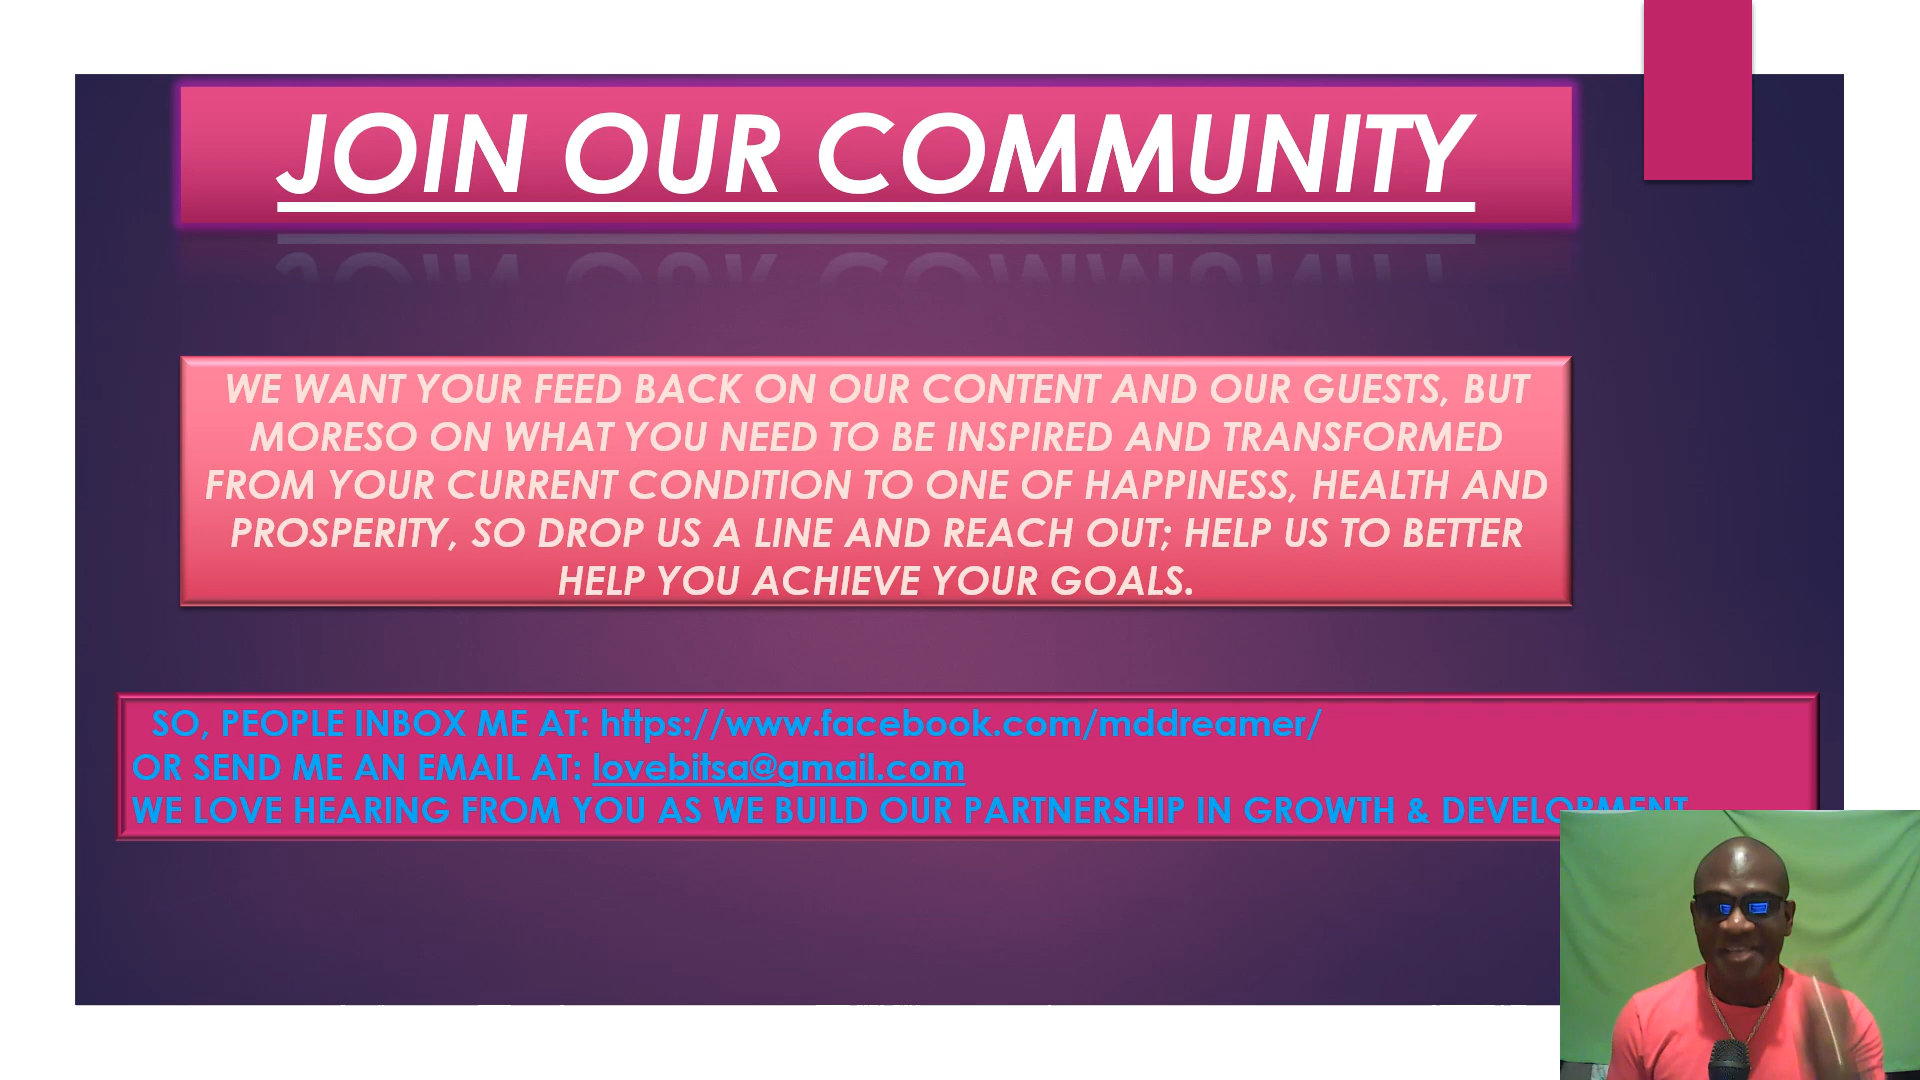 JOIN OUR COMMUNITY
WE WANT YOUR FEED BACK ON OUR CONTENT AND OUR GUESTS, BUT
MORESO ON WHAT YOU NEED TO BE INSPIRED AND TRANSFORMED
FROM YOUR CURRENT CONDITION TO ONE OF HAPPINESS, HEALTH AND
PROSPERITY, SO DROP US A LINE AND REACH OUT; HELP US TO BETTER
HELP YOU ACHIEVE YOUR GOALS.
SO, PEOPLE INBOX ME AT: https://www.facebook.com/mddreamer/
OR SEND ME AN EMAIL AT: lovebitsa@gmail.com
WE LOVE HEARING FROM YOU AS WE BUILD OUR PARTNERSHIP IN GROWTH & DEVELOPMENT